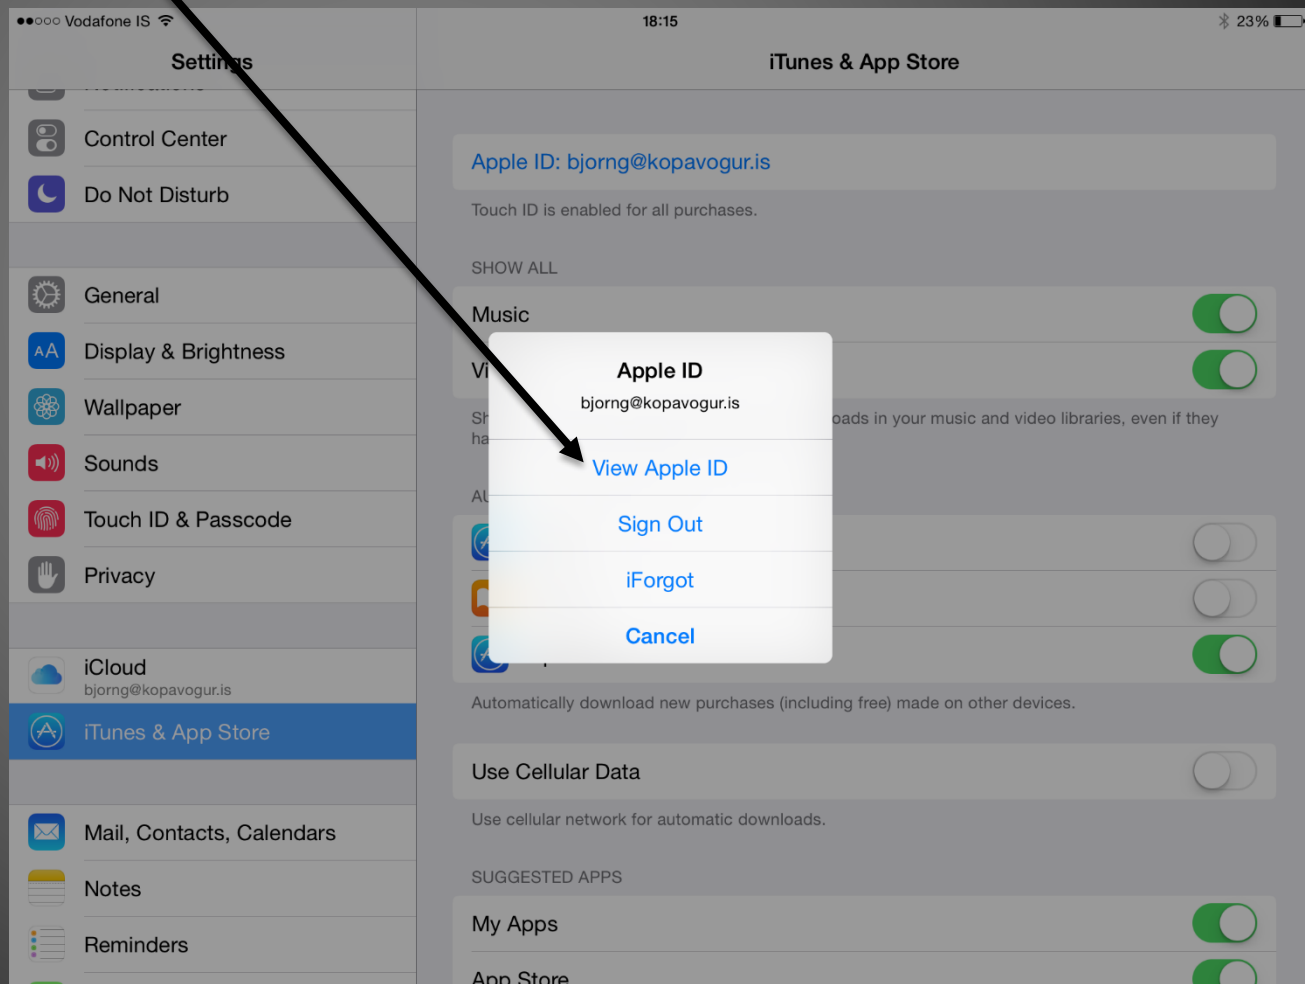 Vodafone IS
18:15
23%
Settings
Control Center
Do Not Disturb
General
AA
Display & Brightness
Wallpaper
Sounds
Touch ID & Passcode
Privacy
iCloud
bjorng@kopavogur.is
iTunes & App Store
Mail, Contacts, Calendars
Notes
Reminders
iTunes & App Store
Apple ID: bjorng@kopavogur.is
Touch ID is enabled for all purchases.
SHOW ALL
Music
Vi
Sh
oads in your music and video libraries, even if they
ha
Apple ID
bjorng@kopavogur.is
View Apple ID
Sign Out
iForgot
Cancel
Automatically download new purchases (including free) made on other devices.
Use Cellular Data
Use cellular network for automatic downloads.
SUGGESTED APPS
My Apps
App Store